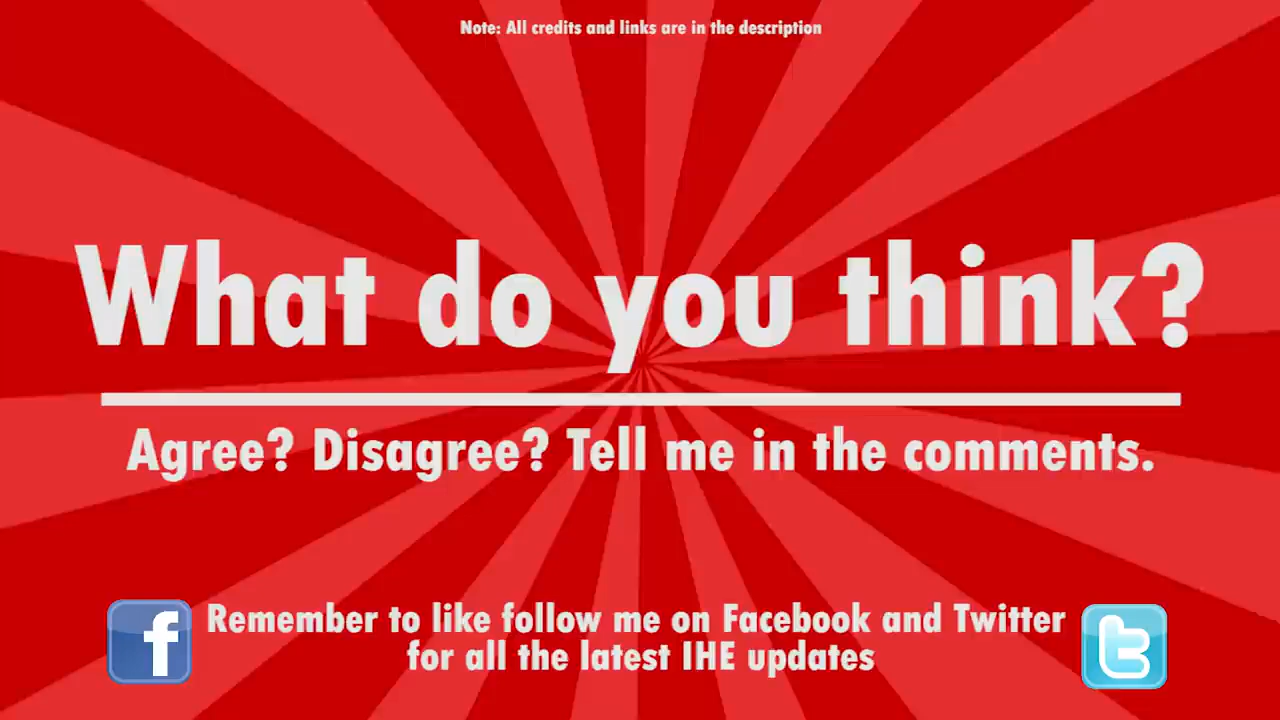 Note: All credits and links are in the description
What do you think?
Agree? Disagree? Tell me in the comments.
Remember to like follow me on Facebook and Twitter
for all the latest IHE updates